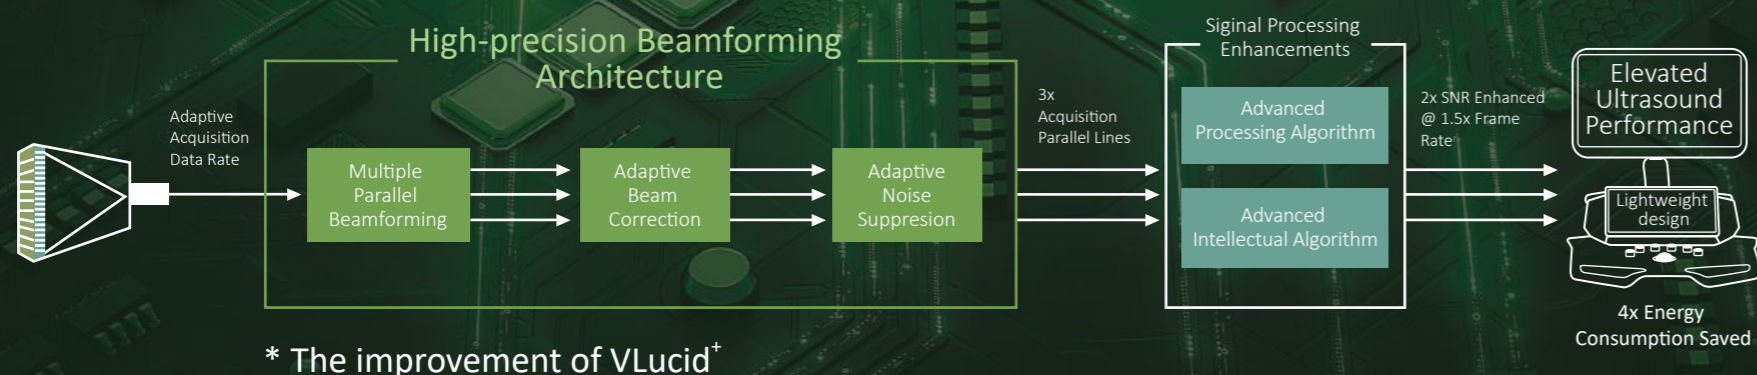 High-precision Beamforming
Architecture
Adaptive
Acquisition
Data Rate
Multiple
Parallel
Beamforming
Adaptive
Beam
Correction
Adaptive
Noise
Suppresion
3x
Acquisition
Parallel Lines
Siginal Processing
Enhancements
Advanced
Processing Algorithm
Advanced
Intellectual Algorithm
2x SNR Enhanced
@ 1.5x Frame
Rate
Elevated
Ultrasound
Performance
Lightweight
design
4x Energy
Consumption Saved
* The improvement of VLucid⁺